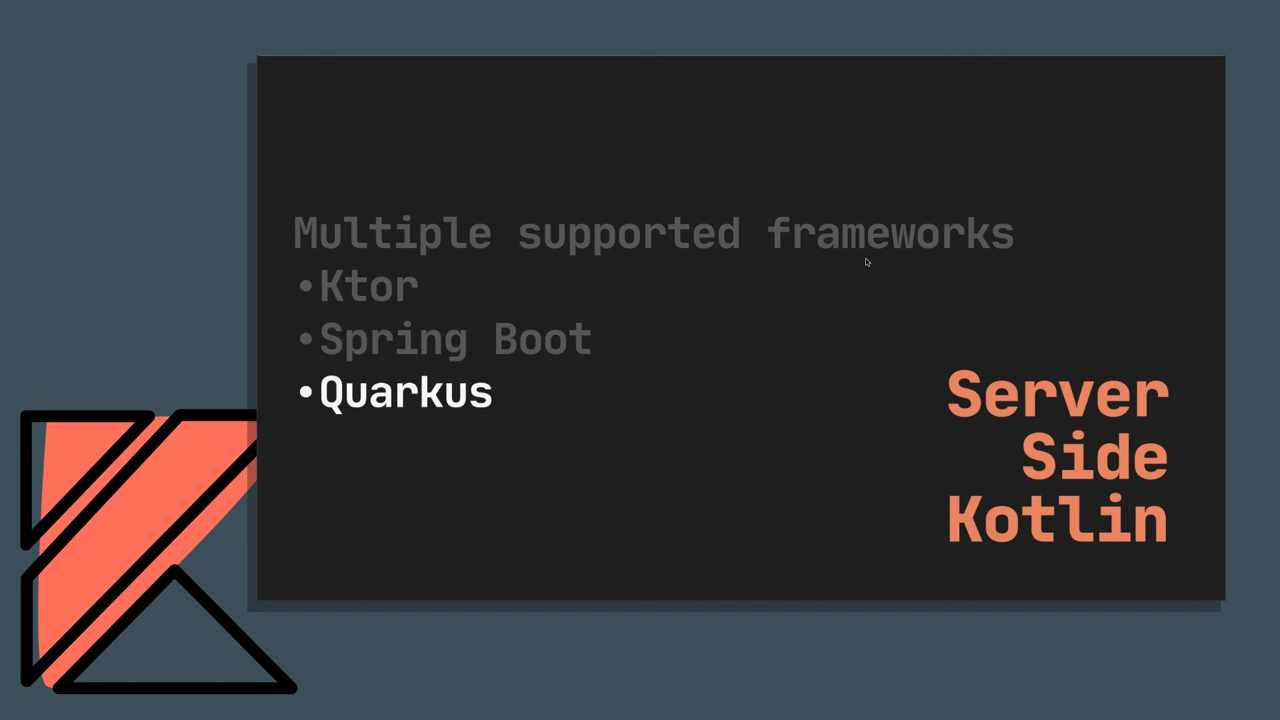 Multiple supported frameworks
•Ktor
•Spring Boot
•Quarkus
Server
Side
Kotlin